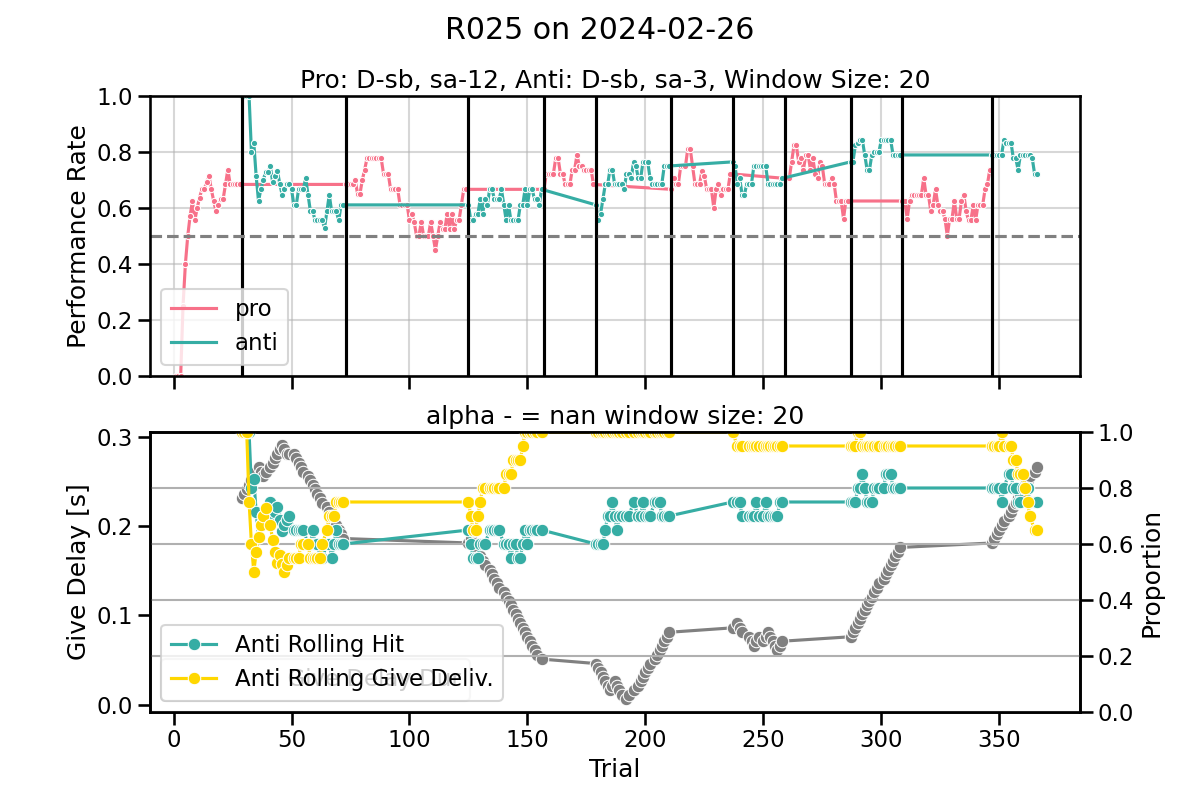 R025 on 2024-02-26
Pro: D-sb, sa-12, Anti: D-sb, sa-3, Window Size: 20
Performance Rate
1.0
0.8
0.6
0.4
0.2
0.0
pro
anti
alpha - = nan window size: 20
Give Delay [s]
0.3
0.2
0.1
0.0
Anti Rolling Hit
Anti Rolling Give Deliv.
1.0
0.8
0.6
0.4
0.2
0.0
Proportion
0 50 100 150 200 250 300 350
Trial